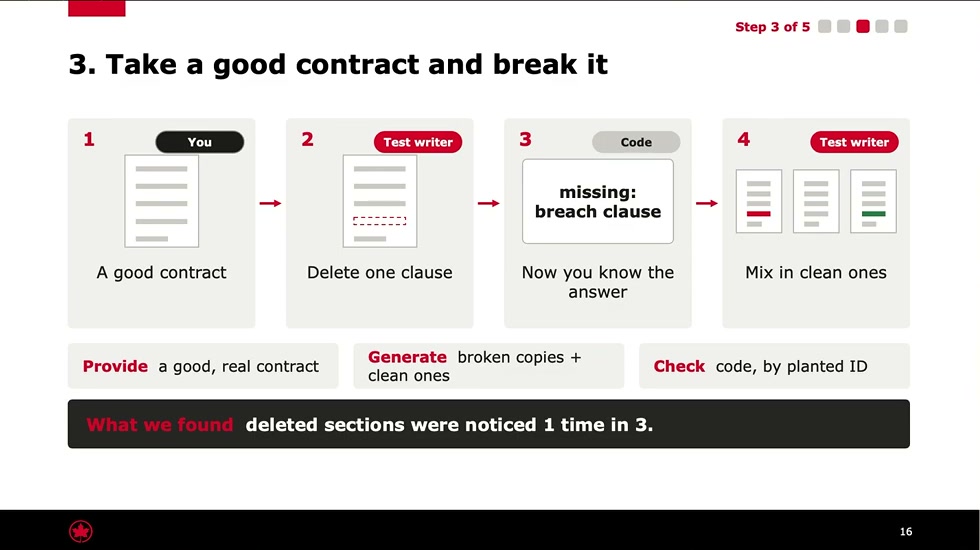 Step 3 of 5
3. Take a good contract and break it
1
You
A good contract
2
Test writer
Delete one clause
3
Code
missing:
breach clause
Now you know the
answer
4
Test writer
Mix in clean ones
Provide a good, real contract
Generate broken copies +
clean ones
Check code, by planted ID
What we found deleted sections were noticed 1 time in 3.
16